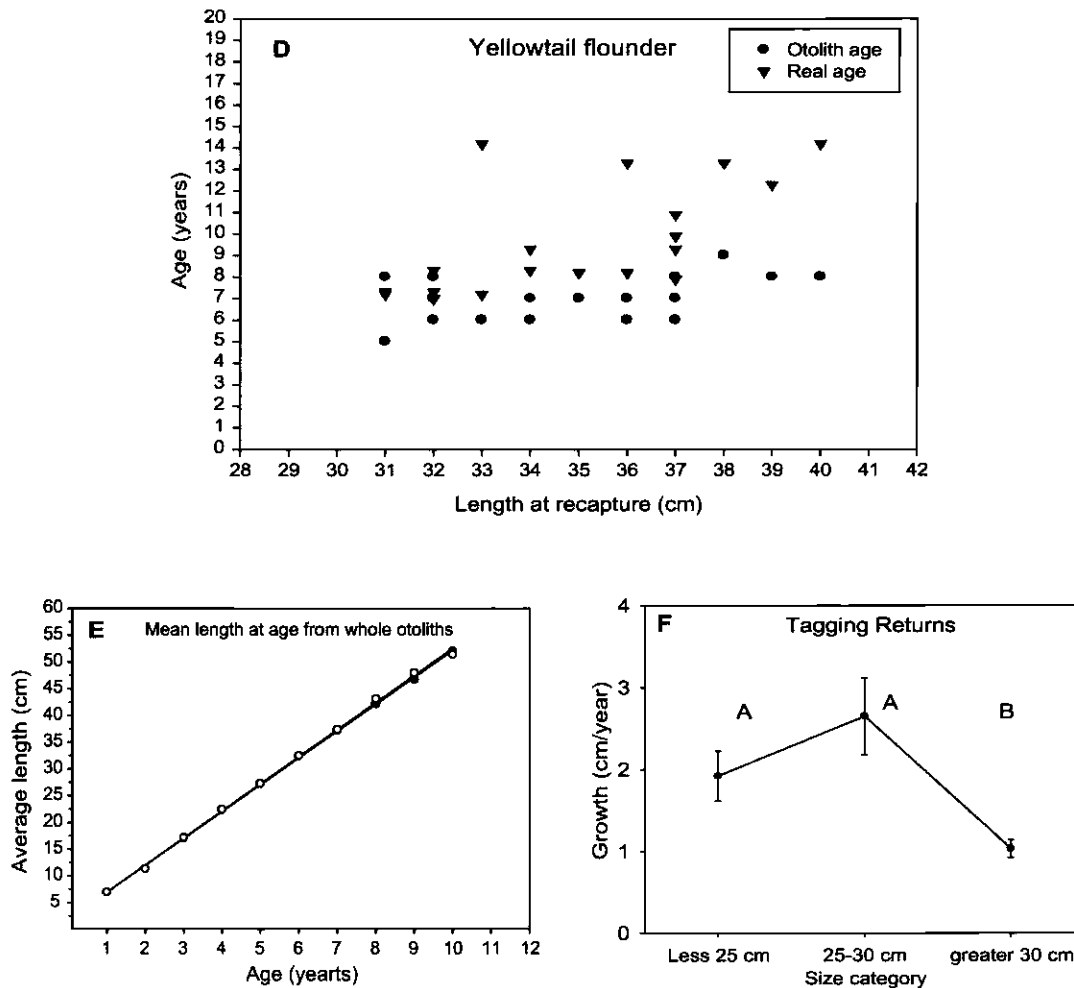 D
Yellowtail flounder
Otolith age
Real age
Age (years)
20
19
18
17
16
15
14
13
12
11
10
9
8
7
6
5
4
3
2
1
0
28 29 30 31 32 33 34 35 36 37 38 39 40 41 42
Length at recapture (cm)
E
Mean length at age from whole otoliths
Average length (cm)
60
55
50
45
40
35
30
25
20
15
10
5
1 2 3 4 5 6 7 8 9 10 11 12
Age (yearts)
F
Tagging Returns
Growth (cm/year)
4
3
2
1
0
A
A
B
Less 25 cm 25-30 cm greater 30 cm
Size category